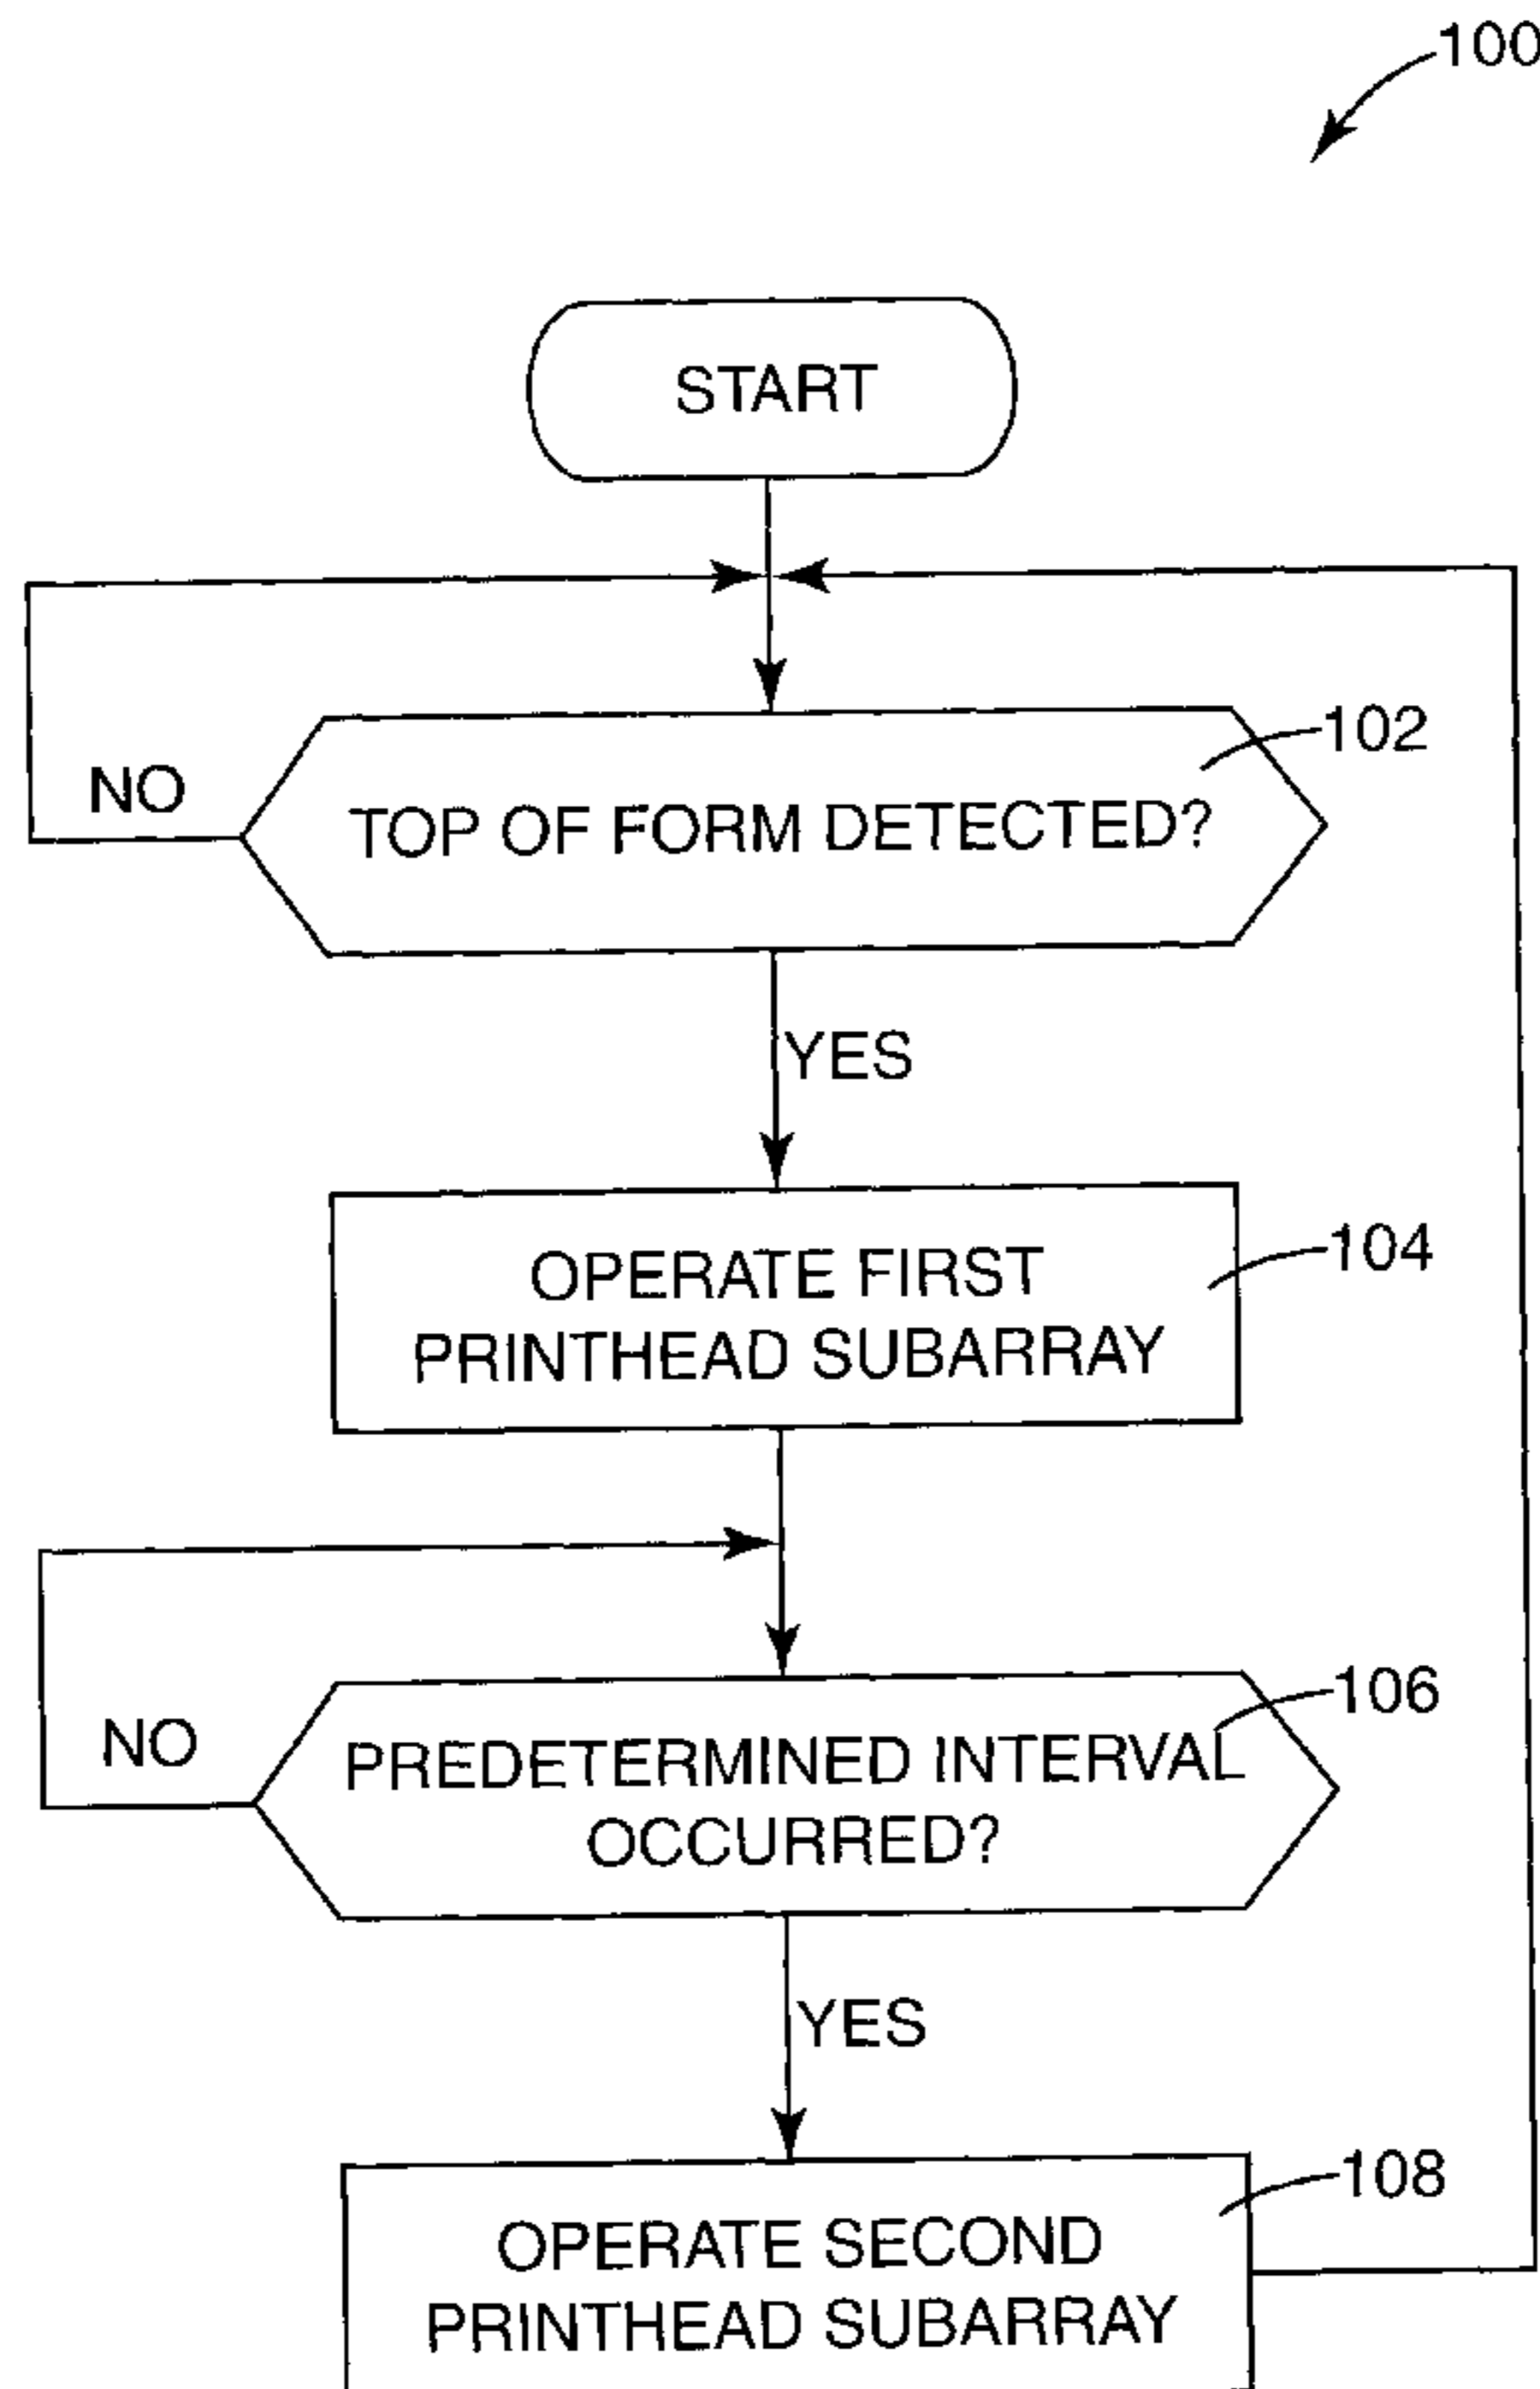 100
START
102
NO
TOP OF FORM DETECTED?
YES
104
OPERATE FIRST
PRINTHEAD SUBARRAY
106
NO
PREDETERMINED INTERVAL
OCCURRED?
YES
108
OPERATE SECOND
PRINTHEAD SUBARRAY